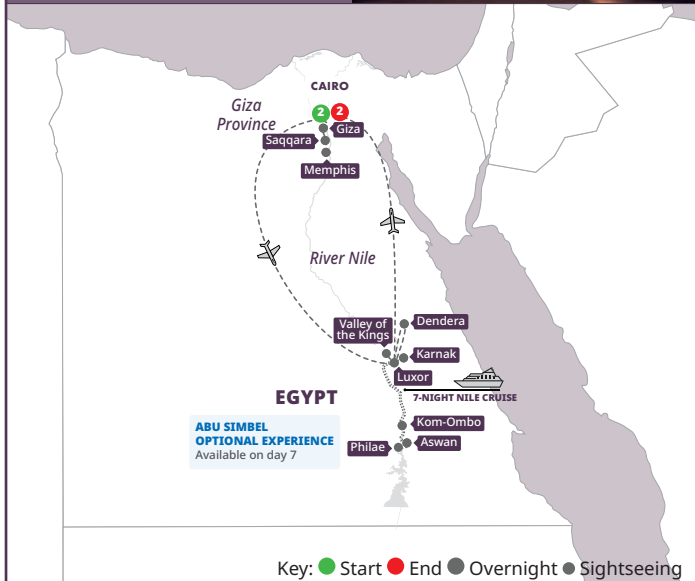 CAIRO
Giza
Province
2
2
Giza
Saqqara
Memphis
River Nile
Valley of
the Kings
Dendera
Karnak
Luxor
7-NIGHT NILE CRUISE
EGYPT
ABU SIMBEL
OPTIONAL EXPERIENCE
Available on day 7
Kom-Ombo
Philae
Aswan
Key: Start End Overnight Sightseeing